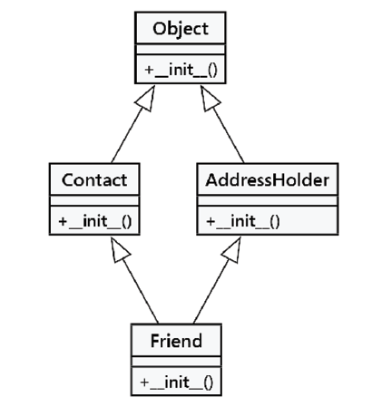 Object
+__init__()
Contact
+__init__()
AddressHolder
+__init__()
Friend
+__init__()